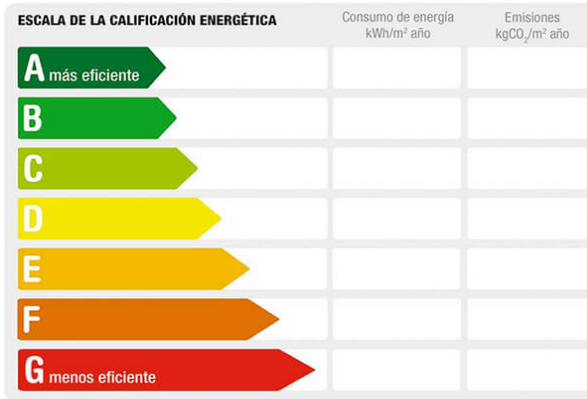 ESCALA DE LA CALIFICACIÓN ENERGÉTICA
Consumo de energía
kWh/m² año
Emisiones
kgCO₂/m² año
A más eficiente
B
C
D
E
F
G menos eficiente